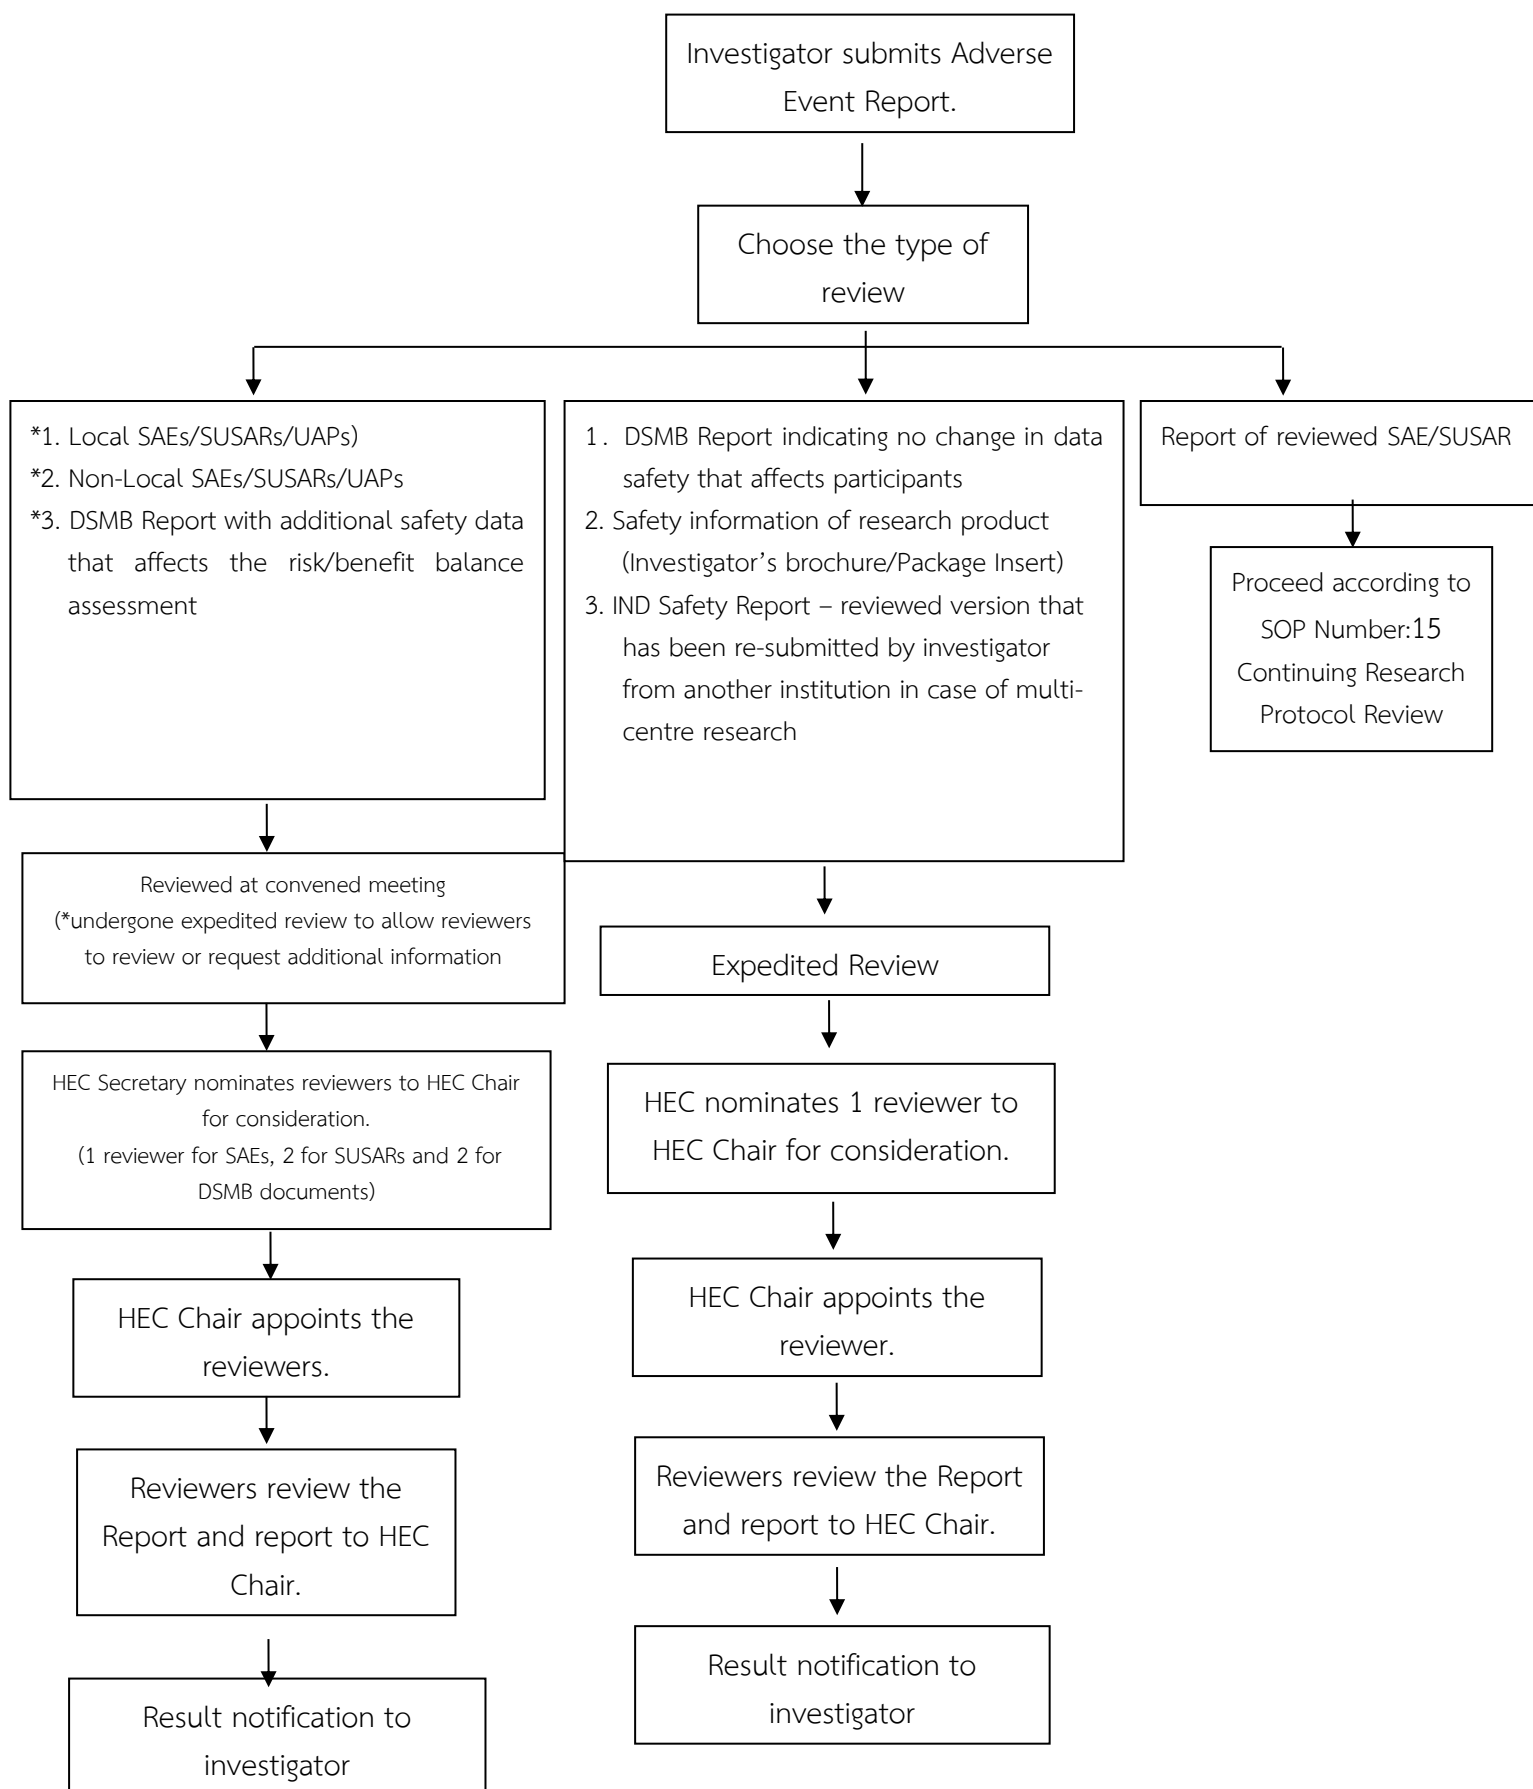 Investigator submits Adverse
Event Report.
Choose the type of
review
*1. Local SAEs/SUSARs/UAPs)
*2. Non-Local SAEs/SUSARs/UAPs
*3. DSMB Report with additional safety data
that affects the risk/benefit balance
assessment
1. DSMB Report indicating no change in data
safety that affects participants
2. Safety information of research product
(Investigator’s brochure/Package Insert)
3. IND Safety Report – reviewed version that
has been re-submitted by investigator
from another institution in case of multi-
centre research
Report of reviewed SAE/SUSAR
Proceed according to
SOP Number:15
Continuing Research
Protocol Review
Reviewed at convened meeting
(*undergone expedited review to allow reviewers
to review or request additional information
Expedited Review
HEC Secretary nominates reviewers to HEC Chair
for consideration.
(1 reviewer for SAEs, 2 for SUSARs and 2 for
DSMB documents)
HEC nominates 1 reviewer to
HEC Chair for consideration.
HEC Chair appoints the
reviewers.
HEC Chair appoints the
reviewer.
Reviewers review the
Report and report to HEC
Chair.
Reviewers review the Report
and report to HEC Chair.
Result notification to
investigator
Result notification to
investigator